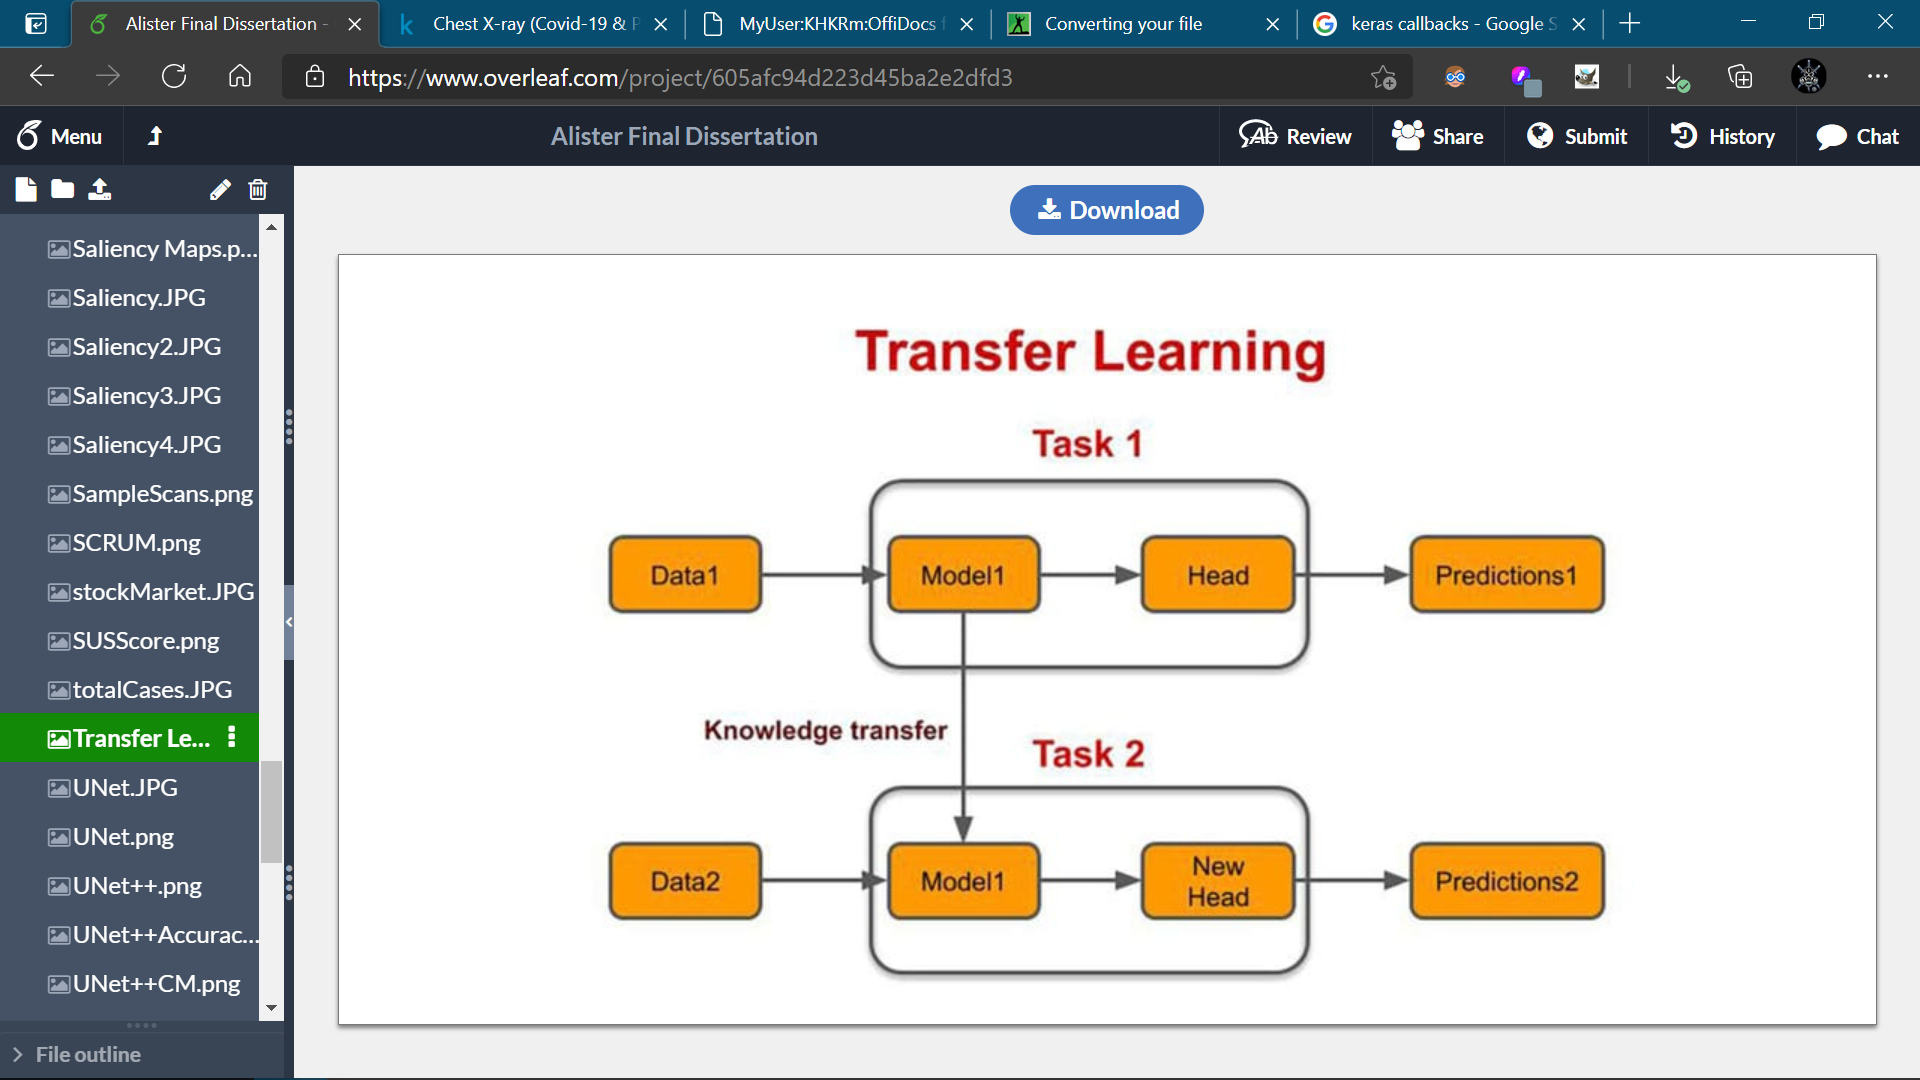 Alister Final Dissertation -
Chest X-ray (Covid-19 & P
MyUser:KHKRm:OffiDocs f
Converting your file
keras callbacks - Google S
https://www.overleaf.com/project/605afc94d223d45ba2e2dfd3
Menu
Alister Final Dissertation
Review
Share
Submit
History
Chat
Download
Saliency Maps.p...
Saliency.JPG
Saliency2.JPG
Saliency3.JPG
Saliency4.JPG
SampleScans.png
SCRUM.png
stockMarket.JPG
SUSScore.png
totalCases.JPG
Transfer Le...
UNet.JPG
UNet.png
UNet++.png
UNet++Accurac...
UNet++CM.png
File outline
Transfer Learning
Task 1
Data1
Model1
Head
Predictions1
Knowledge transfer
Task 2
Data2
Model1
New
Head
Predictions2